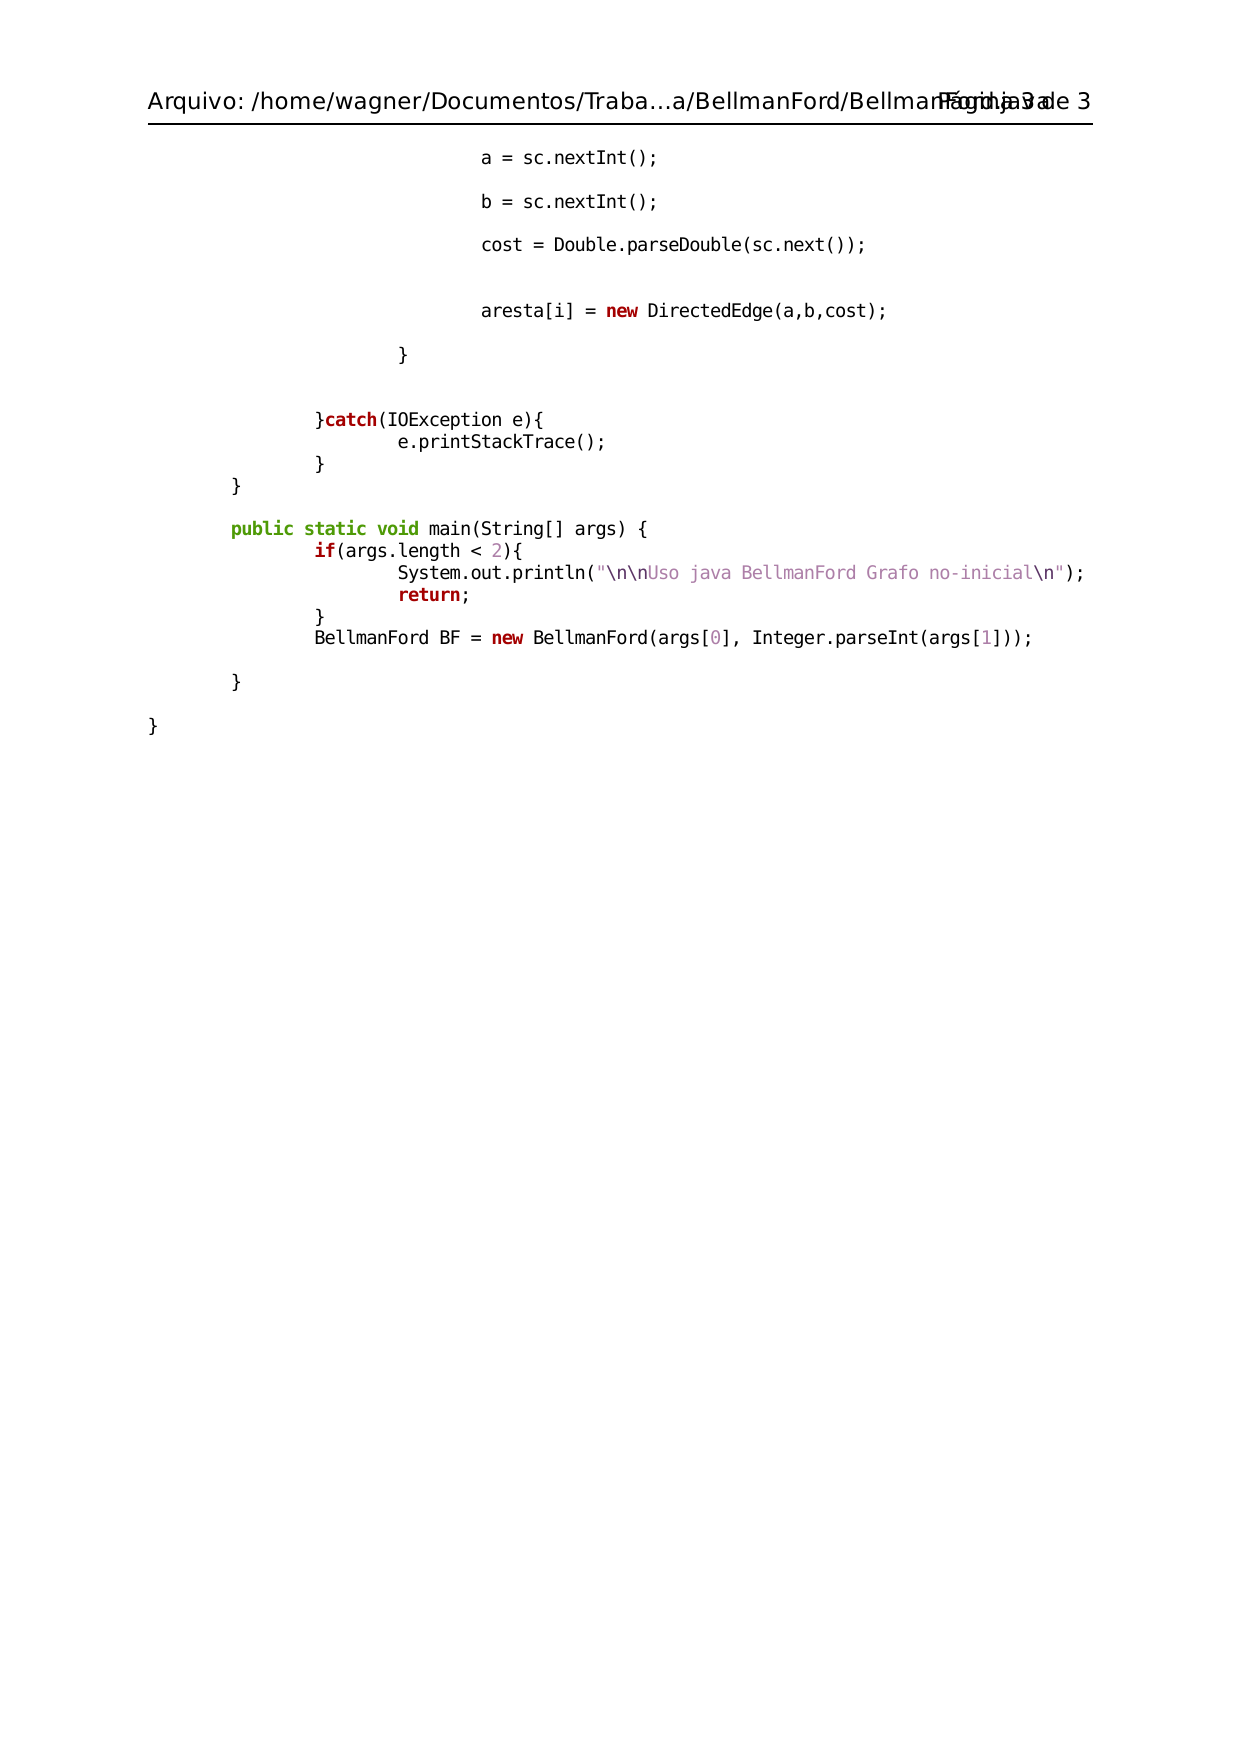 Arquivo: /home/wagner/Documentos/Traba…a/BellmanFord/BellmanFord.java Página 3 de 3
a = sc.nextInt();
b = sc.nextInt();
cost = Double.parseDouble(sc.next());
aresta[i] = new DirectedEdge(a,b,cost);
}
}catch(IOException e){
e.printStackTrace();
}
}
public static void main(String[] args) {
if(args.length < 2){
System.out.println("\n\nUso java BellmanFord Grafo no-inicial\n");
return;
}
BellmanFord BF = new BellmanFord(args[0], Integer.parseInt(args[1]));
}
}